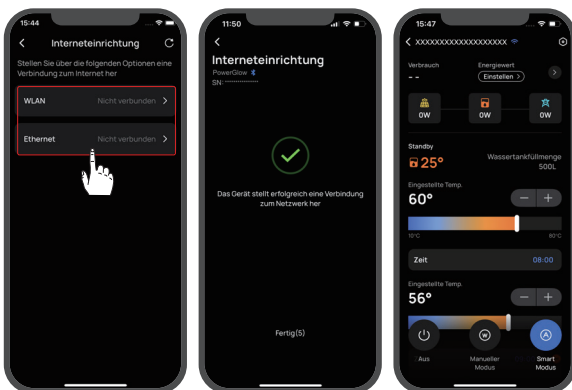 15:44
Interneteinrichtung
Stellen Sie über die folgenden Optionen eine
Verbindung zum Internet her
WLAN Nicht verbunden >
Ethernet Nicht verbunden >
11:50
Interneteinrichtung
PowerGlow
SN:
Das Gerät stellt erfolgreich eine Verbindung
zum Netzwerk her
Fertig(5)
15:47
XXXXXXXXXXXXXXXXXXX
Verbrauch Energiewert
-- Einstellen >
0W 0W 0W
Standby
25° Wassertankfüllmenge
500L
Eingestellte Temp.
60° — +
10°C 80°C
Zeit 08:00
Eingestellte Temp.
56° — +
Aus Manueller Modus Smart Modus